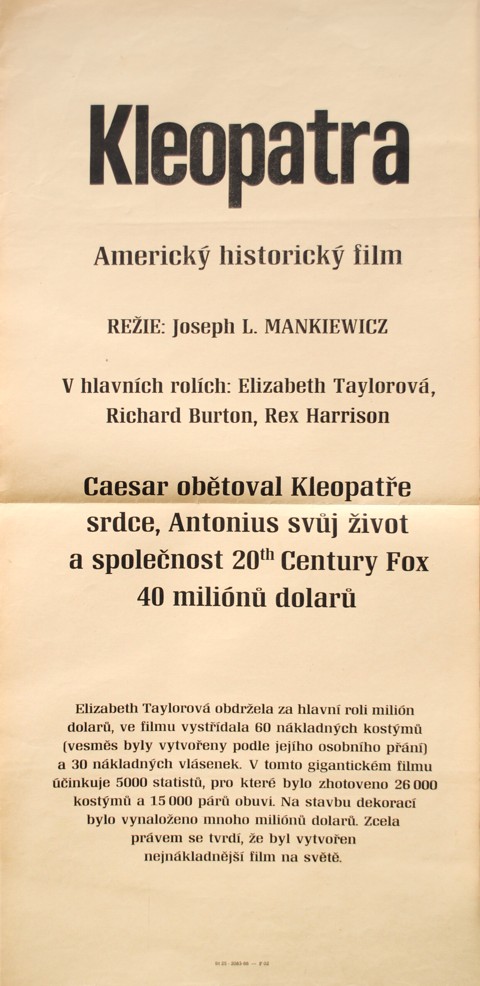 Kleopatra
Americký historický film
REŽIE: Joseph L. MANKIEWICZ
V hlavních rolích: Elizabeth Taylorová,
Richard Burton, Rex Harrison
Caesar obětoval Kleopatře
srdce, Antonius svůj život
a společnost 20th Century Fox
40 miliónů dolarů
Elizabeth Taylorová obdržela za hlavní roli milión
dolarů, ve filmu vystřídala 60 nákladných kostýmů
(vesměs byly vytvořeny podle jejího osobního přání)
a 30 nákladných vlásenek. V tomto gigantickém filmu
účinkuje 5000 statistů, pro které bylo zhotoveno 26 000
kostýmů a 15 000 párů obuvi. Na stavbu dekorací
bylo vynaloženo mnoho miliónů dolarů. Zcela
právem se tvrdí, že byl vytvořen
nejnákladnější film na světě.